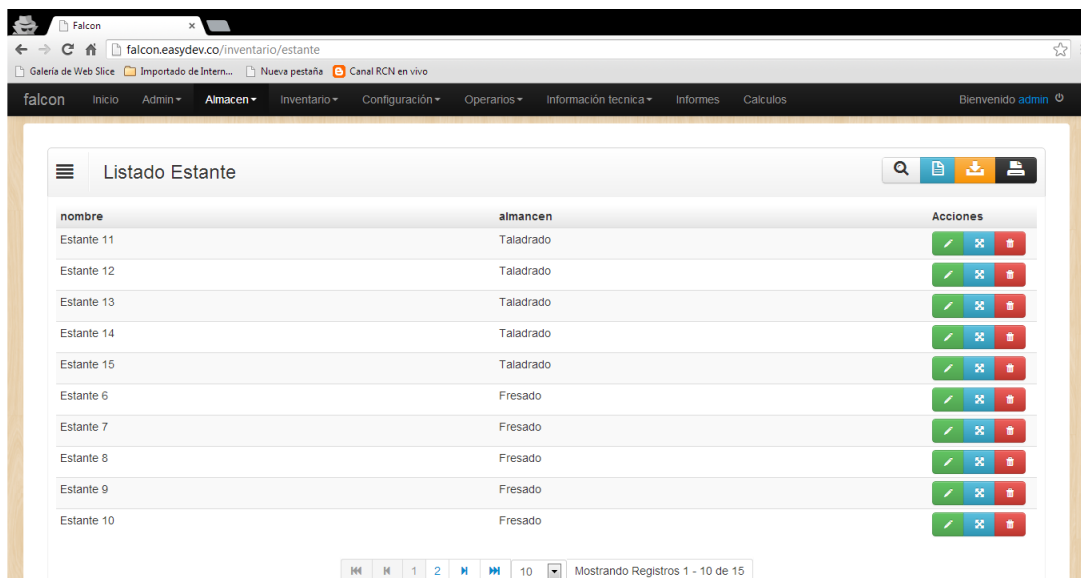 Falcon
falcon.easydev.co/inventario/estante
Galería de Web Slice Importado de Intern... Nueva pestaña Canal RCN en vivo
falcon Inicio Admin Almacen Inventario Configuración Operarios Información tecnica Informes Calculos Bienvenido admin
Listado Estante
nombre almancen Acciones
Estante 11 Taladrado
Estante 12 Taladrado
Estante 13 Taladrado
Estante 14 Taladrado
Estante 15 Taladrado
Estante 6 Fresado
Estante 7 Fresado
Estante 8 Fresado
Estante 9 Fresado
Estante 10 Fresado
1 2 10 Mostrando Registros 1 - 10 de 15